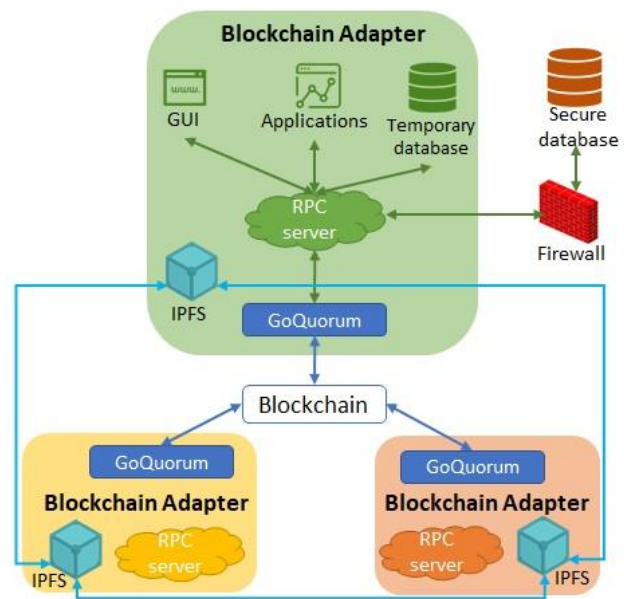 Blockchain Adapter
www.
GUI
Applications
Temporary
database
Secure
database
RPC
server
Firewall
IPFS
GoQuorum
Blockchain
GoQuorum
Blockchain Adapter
RPC
server
IPFS
GoQuorum
Blockchain Adapter
RPC
server
IPFS